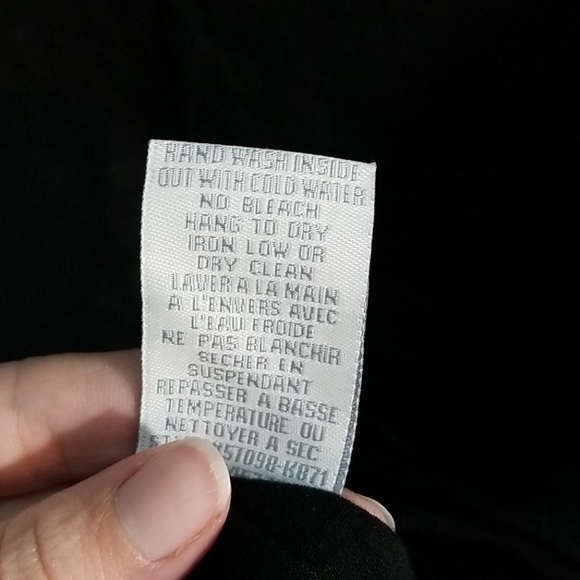 HAND WASH INSIDE
OUT WITH COLD WATER
NO BLEACH
HANG TO DRY
IRON LOW OR
DRY CLEAN
LAVER A LA MAIN
A L'ENVERS AVEC
L'EAU FROIDE
NE PAS BLANCHIR
SECHER EN
SUSPENDANT
REPASSER A BASSE
TEMPERATURE OU
NETTOYER A SEC